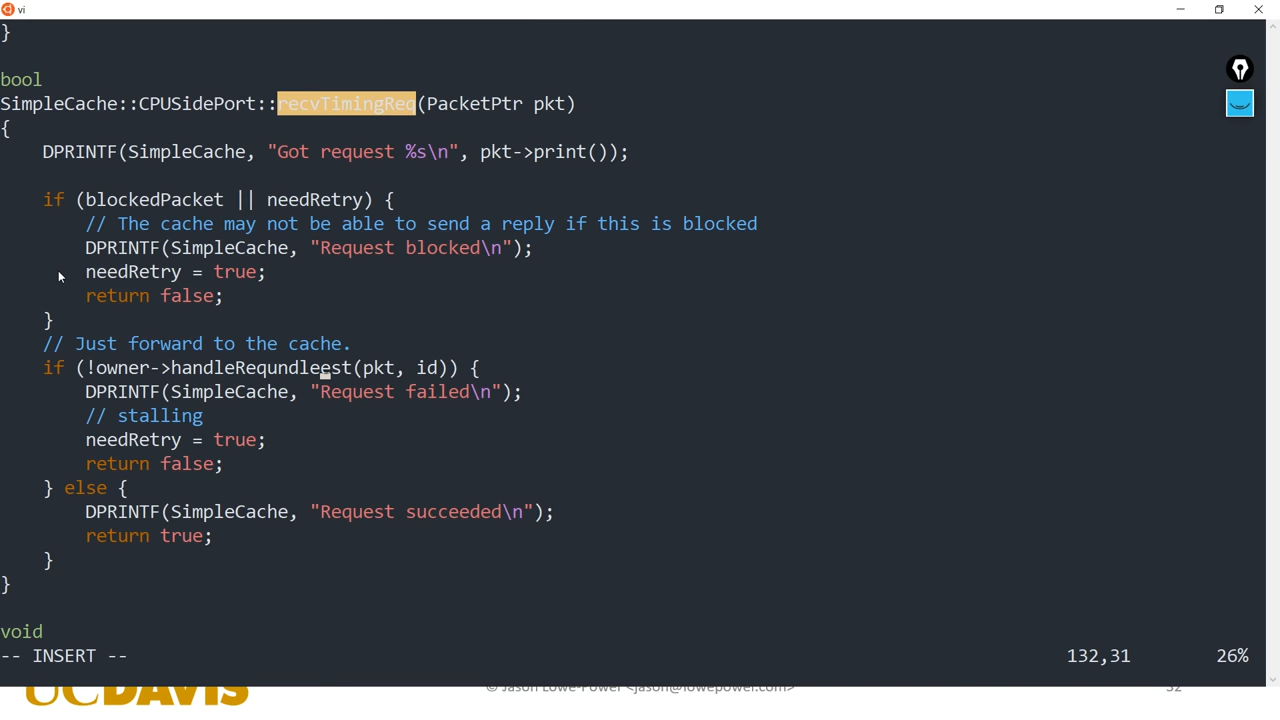 vi
}
bool
SimpleCache::CPUSidePort::recvTimingReq(PacketPtr pkt)
{
    DPRINTF(SimpleCache, "Got request %s\n", pkt->print());
    if (blockedPacket || needRetry) {
        // The cache may not be able to send a reply if this is blocked
        DPRINTF(SimpleCache, "Request blocked\n");
        needRetry = true;
        return false;
    }
    // Just forward to the cache.
    if (!owner->handleRequndleest(pkt, id)) {
        DPRINTF(SimpleCache, "Request failed\n");
        // stalling
        needRetry = true;
        return false;
    } else {
        DPRINTF(SimpleCache, "Request succeeded\n");
        return true;
    }
}
void
-- INSERT -- 132,31 26%
UCDAVIS © Jason Lowe-Power <jason@lowepower.com> 32